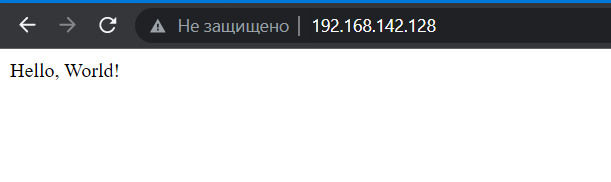 Не защищено | 192.168.142.128
Hello, World!